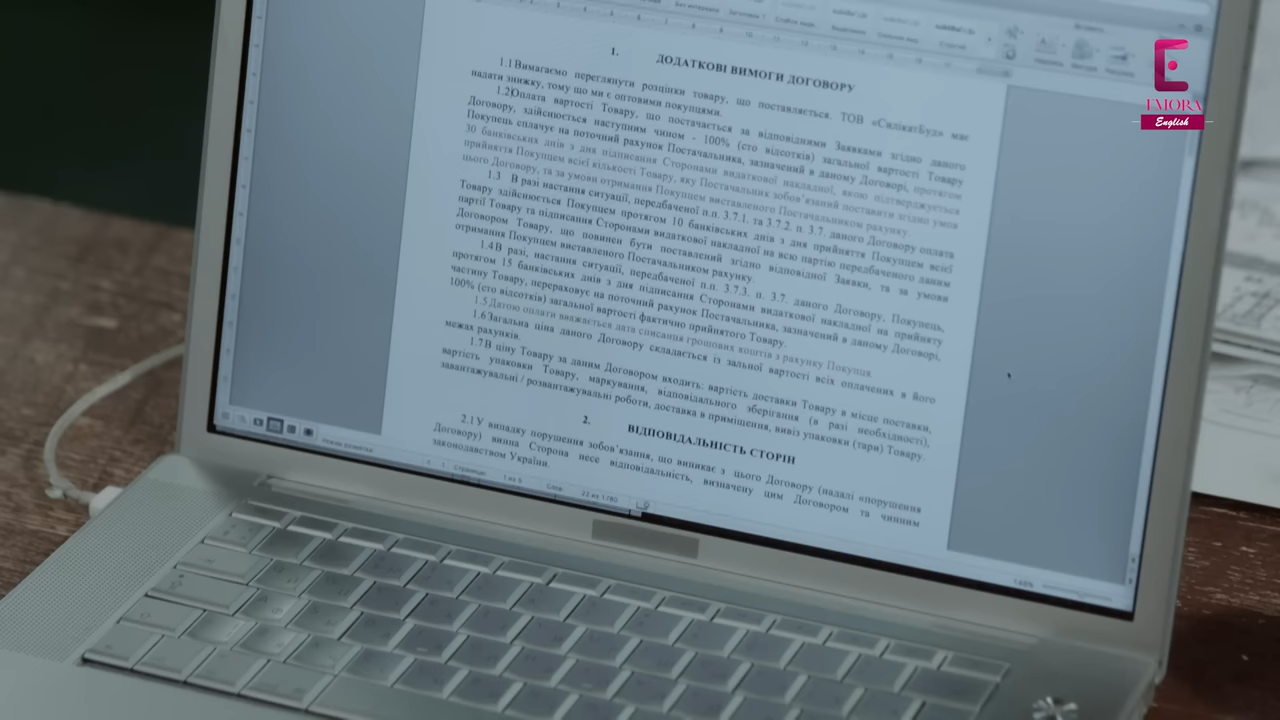 EMORA
English
1. ДОДАТКОВІ ВИМОГИ ДОГОВОРУ
1.1 Вимагаємо переглянути розцінки товару, що поставляється. ТОВ «СилікатБуд» має
надати знижку, тому що ми є оптовими покупцями.
1.2 Оплата вартості Товару, що постачається за відповідними Заявками згідно даного
Договору, здійснюється наступним чином - 100% (сто відсотків) загальної вартості Товару
Покупець сплачує на поточний рахунок Постачальника, зазначений в даному Договорі, протягом
30 банківських днів з дня підписання Сторонами видаткової накладної, якою підтверджується
прийняття Покупцем всієї кількості Товару, яку Постачальник зобов'язаний поставити згідно умов
цього Договору, та за умови отримання Покупцем виставленого Постачальником рахунку.
1.3 В разі настання ситуації, передбаченої п.п. 3.7.1. та 3.7.2. п. 3.7. даного Договору оплата
Товару здійснюється Покупцем протягом 10 банківських днів з дня прийняття Покупцем всієї
партії Товару та підписання Сторонами видаткової накладної на всю партію передбаченого даним
Договором Товару, що повинен бути поставлений згідно відповідної Заявки, та за умови
отримання Покупцем виставленого Постачальником рахунку.
1.4 В разі, настання ситуації, передбаченої п.п. 3.7.3. п. 3.7. даного Договору, Покупець,
протягом 15 банківських днів з дня підписання Сторонами видаткової накладної на прийняту
частину Товару, перераховує на поточний рахунок Постачальника, зазначений в даному Договорі,
100% (сто відсотків) загальної вартості фактично прийнятого Товару.
1.5 Датою оплати вважається дата списання грошових коштів з рахунку Покупця.
1.6 Загальна ціна даного Договору складається із зальної вартості всіх оплачених в його
межах рахунків.
1.7 В ціну Товару за даним Договором входить: вартість доставки Товару в місце поставки,
вартість упаковки Товару, маркування, відповідального зберігання (в разі необхідності),
завантажувальні / розвантажувальні роботи, доставка в приміщення, вивіз упаковки (тари) Товару.
2. ВІДПОВІДАЛЬНІСТЬ СТОРІН
2.1 У випадку порушення зобов'язання, що виникає з цього Договору (надалі «порушення
Договору) винна Сторона несе відповідальність, визначену цим Договором та чинним
законодавством України.